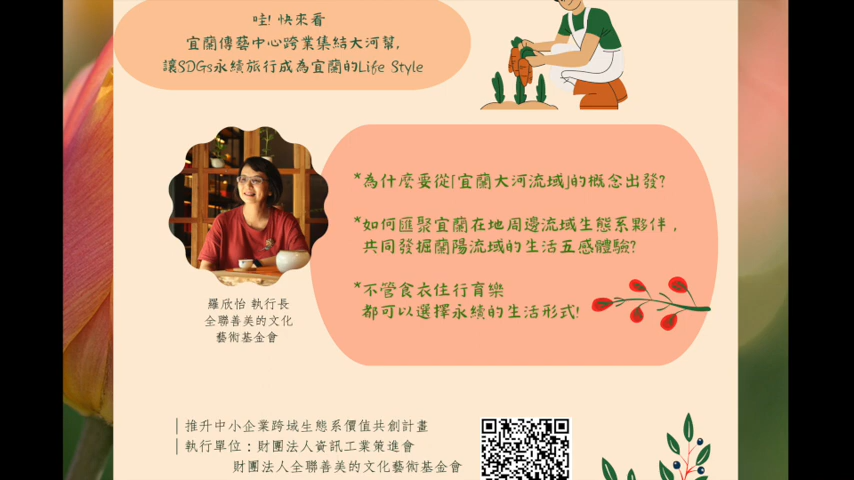 哇! 快來看
宜蘭傳藝中心跨業集結大河幫,
讓SDGs永續旅行成為宜蘭的Life Style
*為什麼要從「宜蘭大河流域」的概念出發?
*如何匯聚宜蘭在地周邊流域生態系夥伴，
共同發掘蘭陽流域的生活五感體驗?
*不管食衣住行育樂
都可以選擇永續的生活形式!
羅欣怡 執行長
全聯善美的文化
藝術基金會
｜推升中小企業跨域生態系價值共創計畫
｜執行單位：財團法人資訊工業策進會
財團法人全聯善美的文化藝術基金會